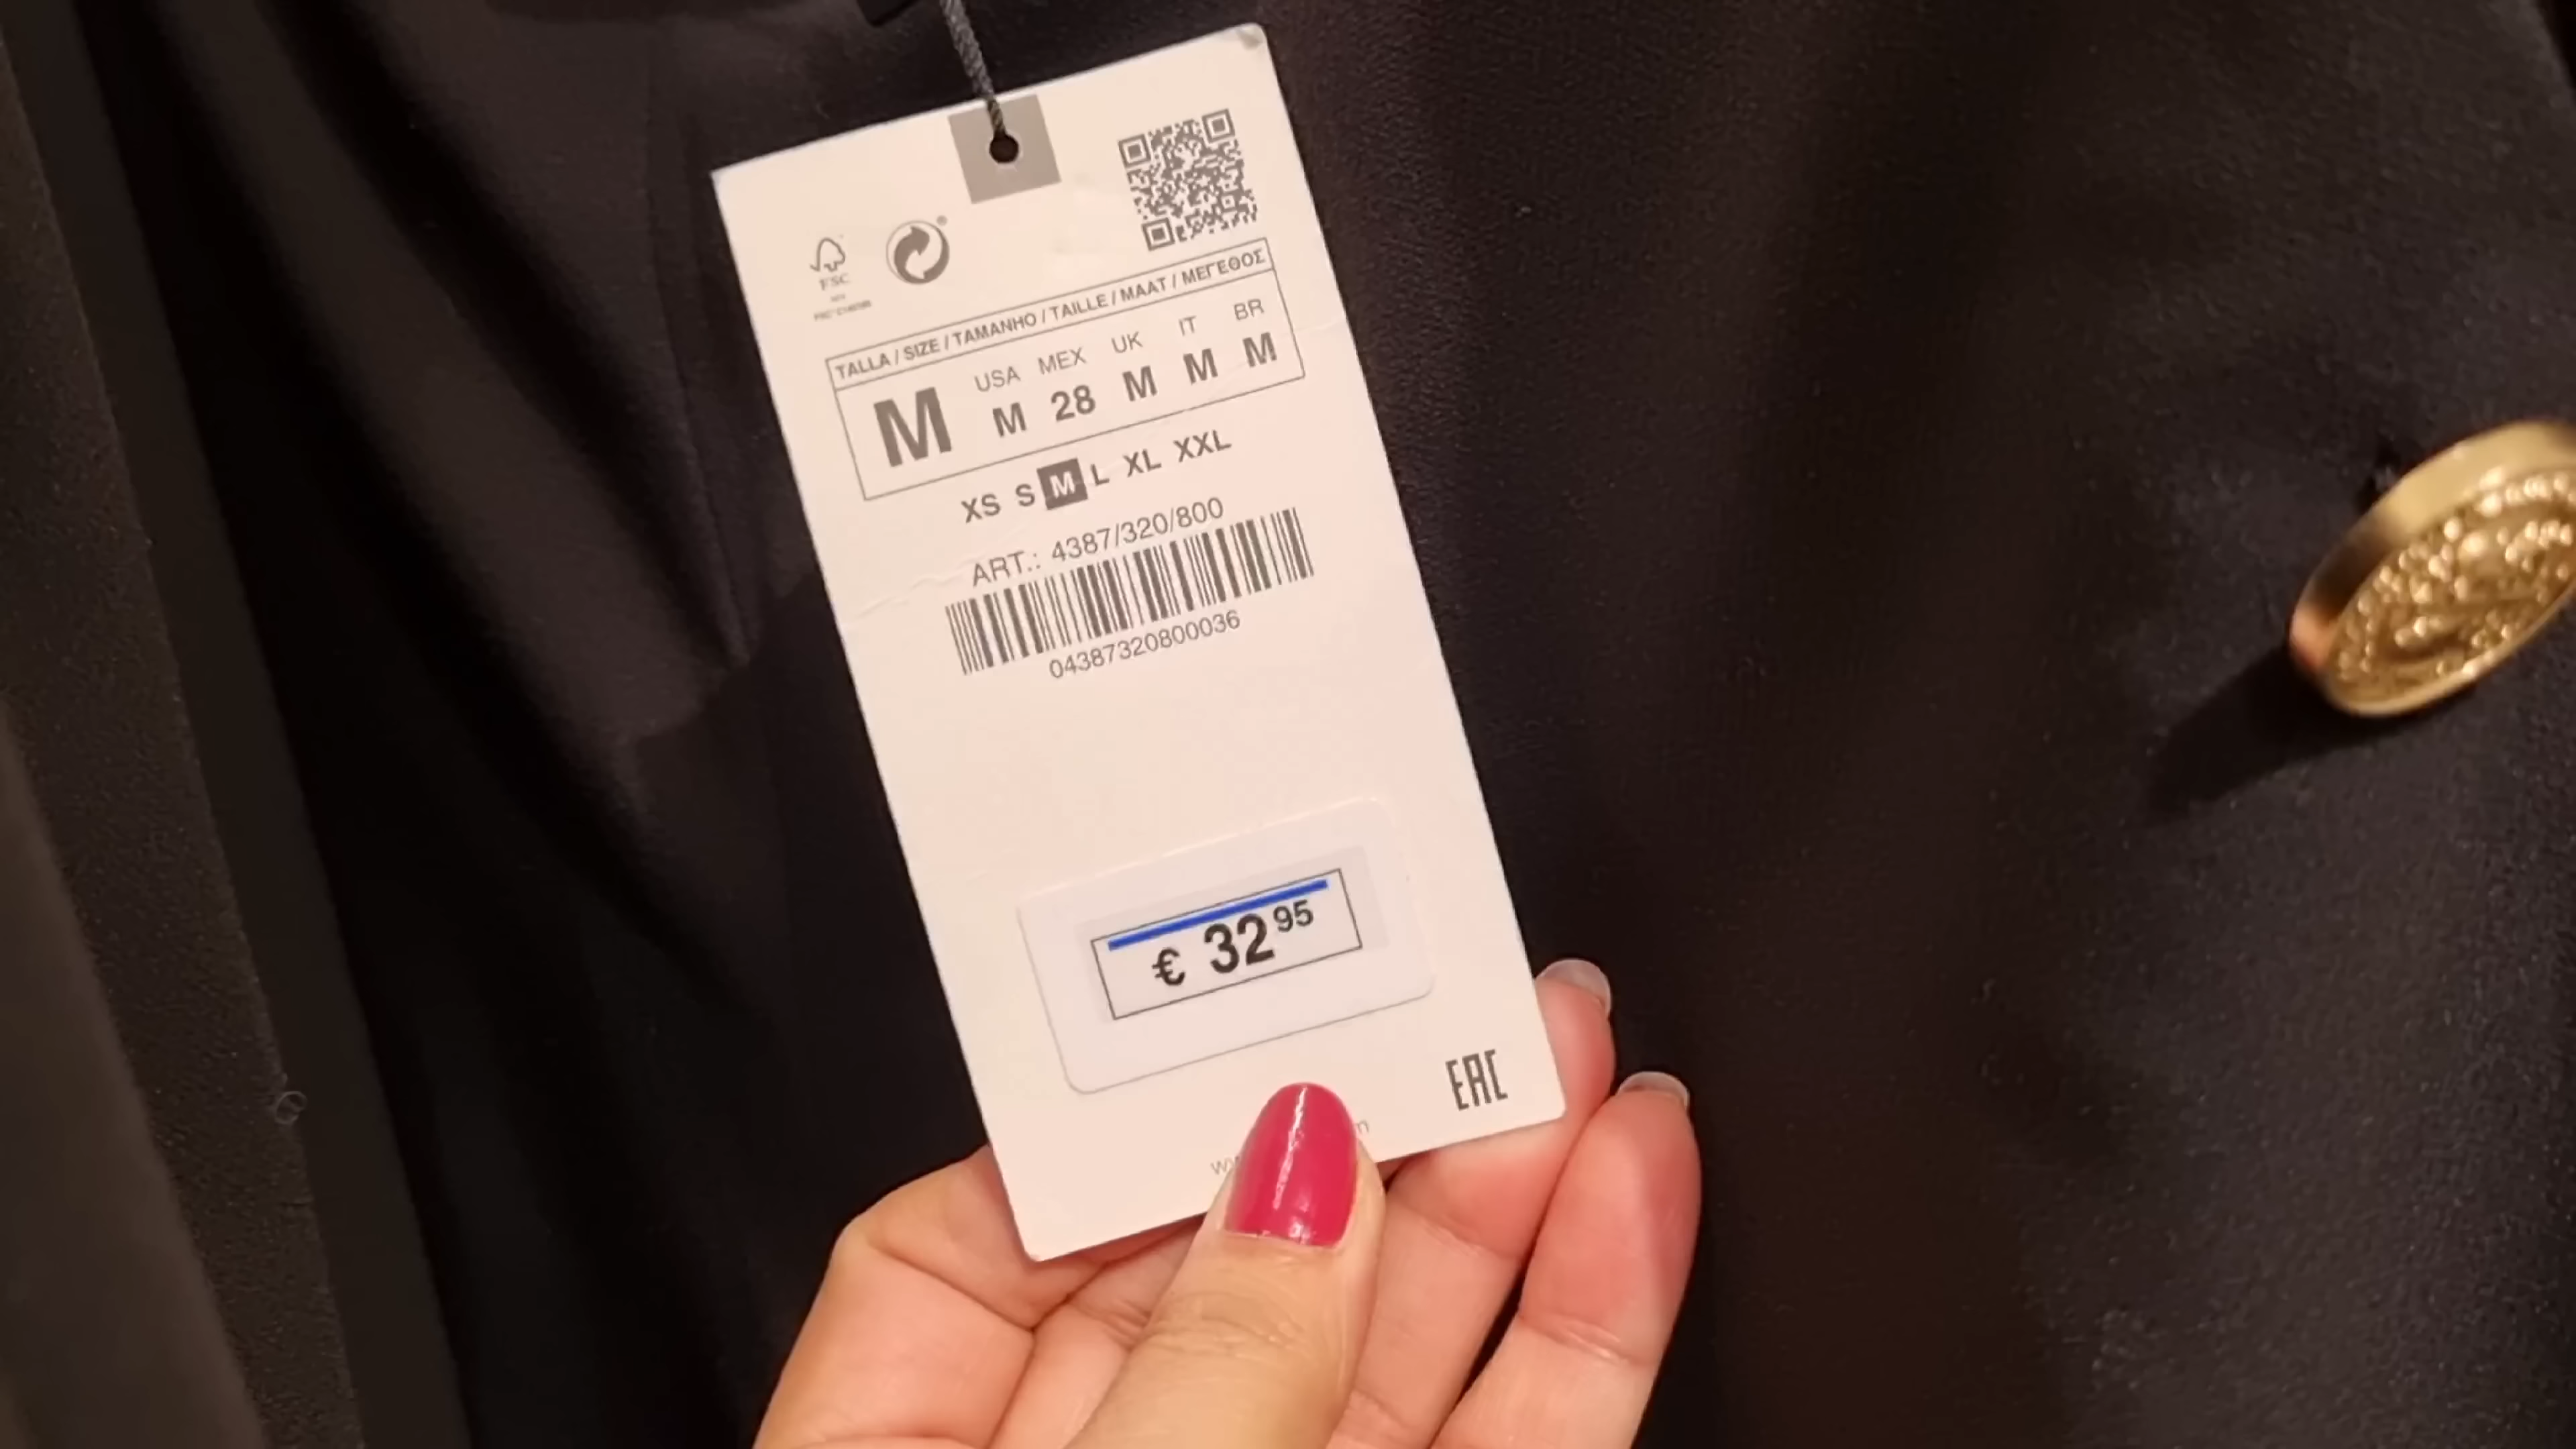 FSC
TALLA / SIZE / TAMANHO / TAILLE / MAAT / ΜΕΓΕΘΟΣ
USA MEX UK IT BR
M M 28 M M M
XS S M L XL XXL
ART.: 4387/320/800
04387320800036
€ 32 95
EAC